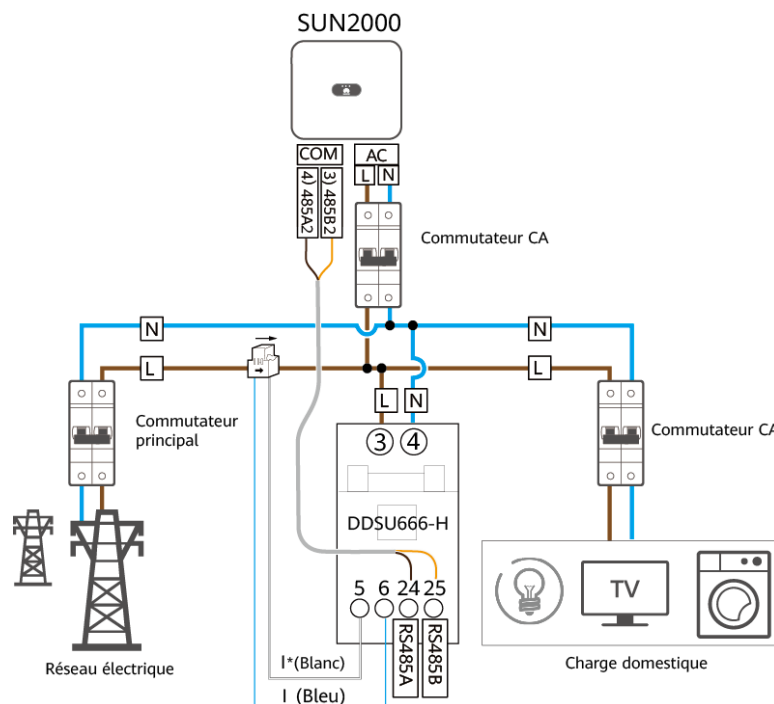 SUN2000
COM
AC
4) 485A2
3) 485B2
L
N
Commutateur CA
N
N
L
L
Commutateur
principal
L
N
Commutateur CA
3
4
DDSU666-H
5
6
24
25
RS485A
RS485B
TV
Réseau électrique
I*(Blanc)
I (Bleu)
Charge domestique